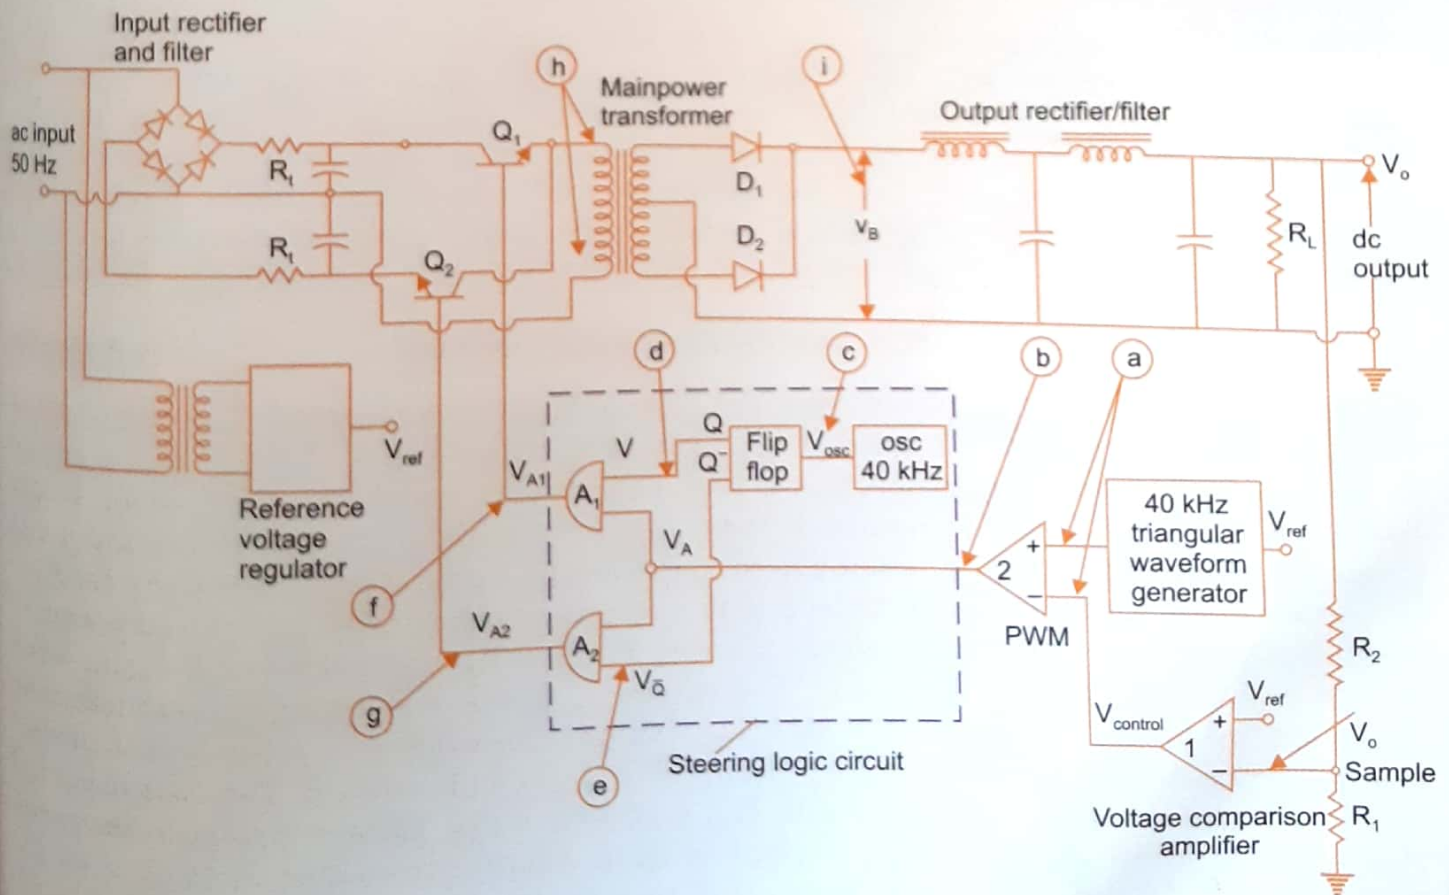 Input rectifier
and filter
ac input
50 Hz
Rt
Rt
Q1
Q2
h
Mainpower
transformer
D1
D2
i
VB
Output rectifier/filter
Vo
RL
dc
output
Vref
Reference
voltage
regulator
d
c
b
a
Q
Q-
Flip
flop
Vosc
osc
40 kHz
V
VA1
A1
VA
VA2
A2
VQ̄
f
g
e
Steering logic circuit
+
2
−
PWM
40 kHz
triangular
waveform
generator
Vref
Vcontrol
Vref
+
1
−
R2
Vo
Sample
R1
Voltage comparison
amplifier